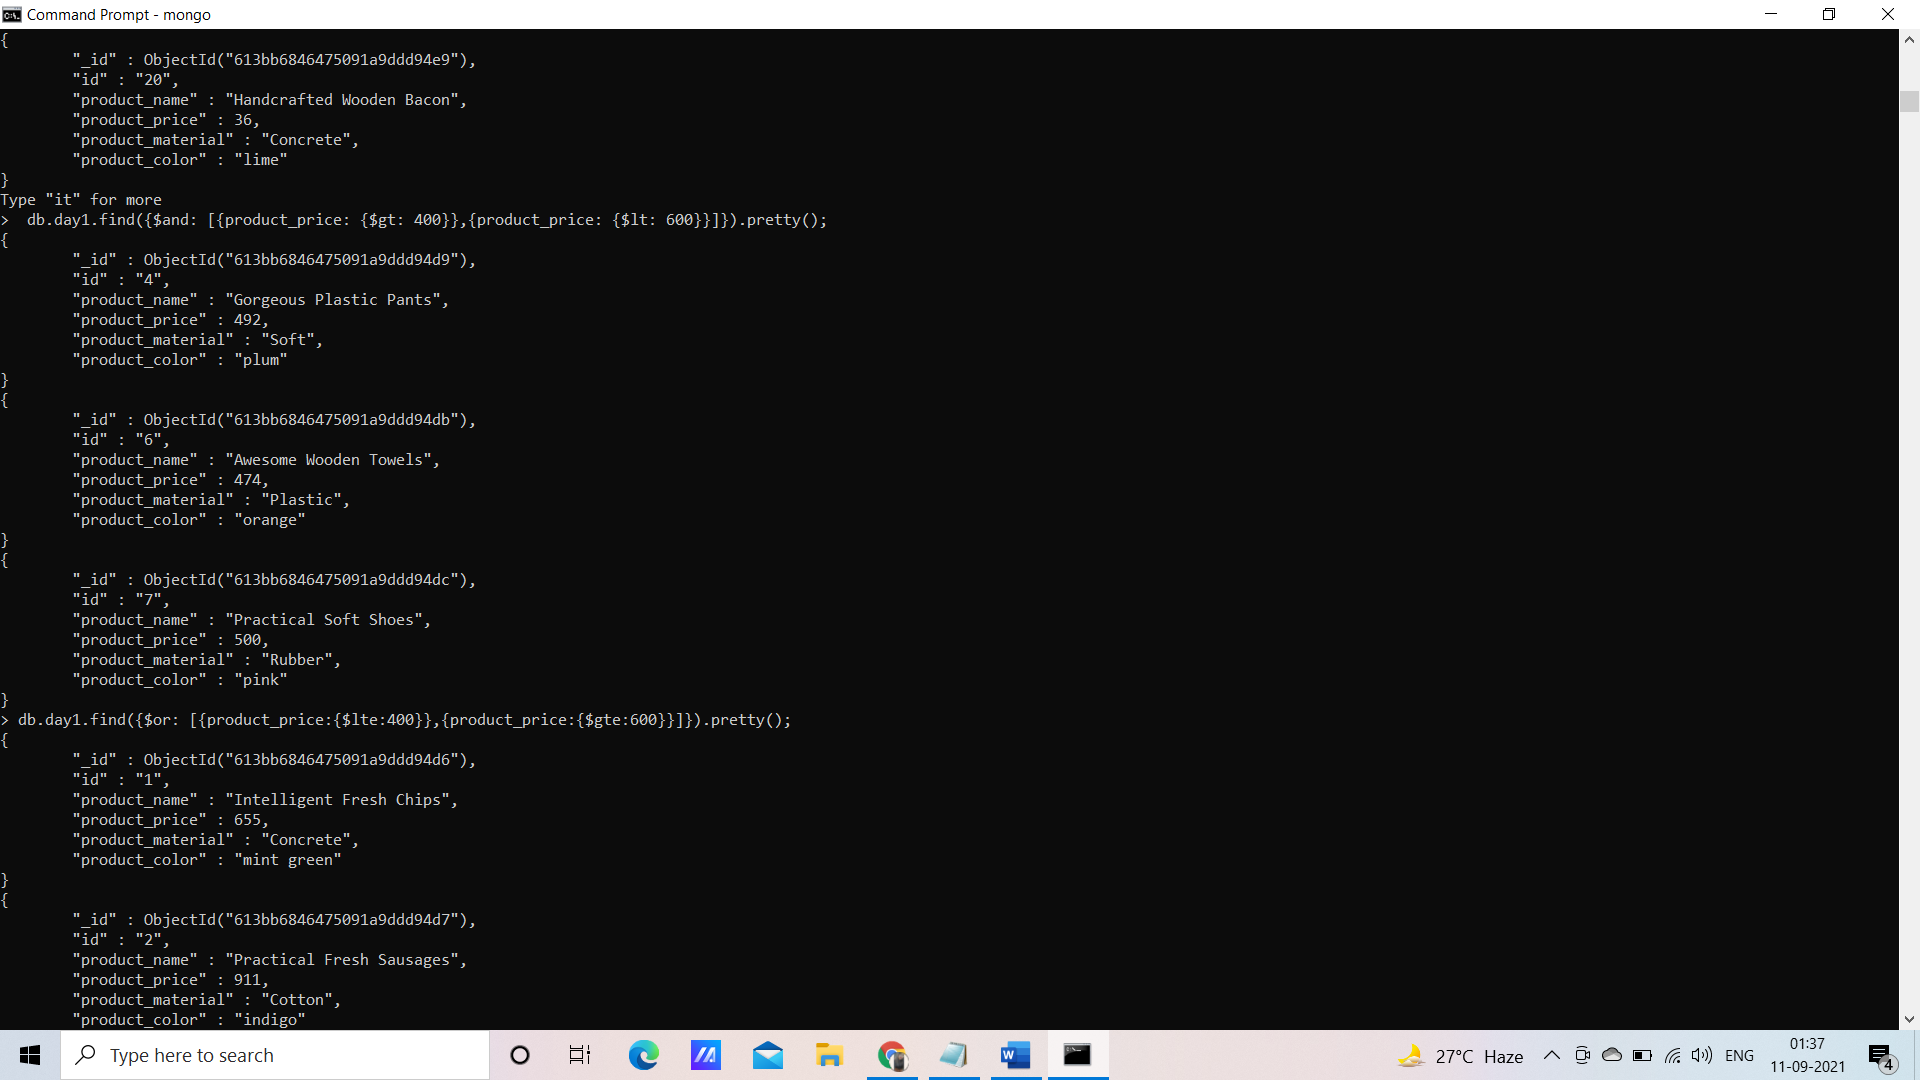 Command Prompt - mongo
{
        "_id" : ObjectId("613bb6846475091a9ddd94e9"),
        "id" : "20",
        "product_name" : "Handcrafted Wooden Bacon",
        "product_price" : 36,
        "product_material" : "Concrete",
        "product_color" : "lime"
}
Type "it" for more
>  db.day1.find({$and: [{product_price: {$gt: 400}},{product_price: {$lt: 600}}]}).pretty();
{
        "_id" : ObjectId("613bb6846475091a9ddd94d9"),
        "id" : "4",
        "product_name" : "Gorgeous Plastic Pants",
        "product_price" : 492,
        "product_material" : "Soft",
        "product_color" : "plum"
}
{
        "_id" : ObjectId("613bb6846475091a9ddd94db"),
        "id" : "6",
        "product_name" : "Awesome Wooden Towels",
        "product_price" : 474,
        "product_material" : "Plastic",
        "product_color" : "orange"
}
{
        "_id" : ObjectId("613bb6846475091a9ddd94dc"),
        "id" : "7",
        "product_name" : "Practical Soft Shoes",
        "product_price" : 500,
        "product_material" : "Rubber",
        "product_color" : "pink"
}
> db.day1.find({$or: [{product_price:{$lte:400}},{product_price:{$gte:600}}]}).pretty();
{
        "_id" : ObjectId("613bb6846475091a9ddd94d6"),
        "id" : "1",
        "product_name" : "Intelligent Fresh Chips",
        "product_price" : 655,
        "product_material" : "Concrete",
        "product_color" : "mint green"
}
{
        "_id" : ObjectId("613bb6846475091a9ddd94d7"),
        "id" : "2",
        "product_name" : "Practical Fresh Sausages",
        "product_price" : 911,
        "product_material" : "Cotton",
        "product_color" : "indigo"
Type here to search
27°C Haze
ENG
01:37
11-09-2021
4